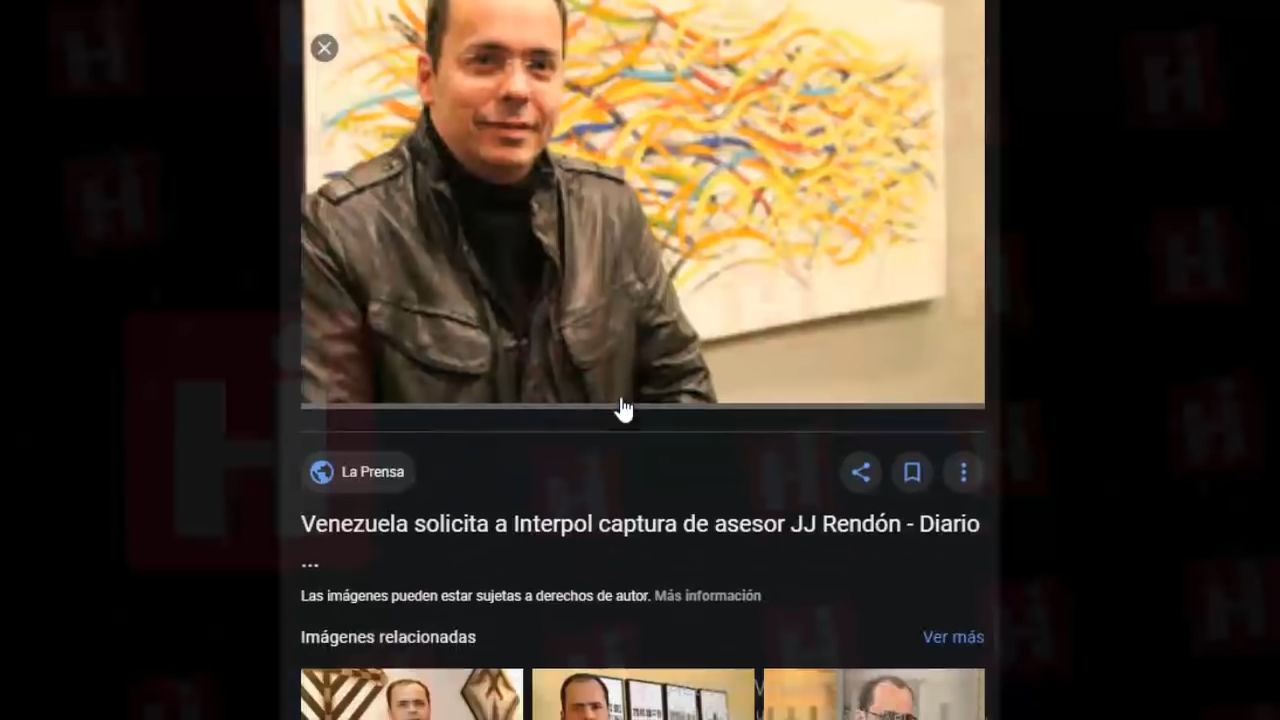 La Prensa
Venezuela solicita a Interpol captura de asesor JJ Rendón - Diario
...
Las imágenes pueden estar sujetas a derechos de autor. Más información
Imágenes relacionadas
Ver más